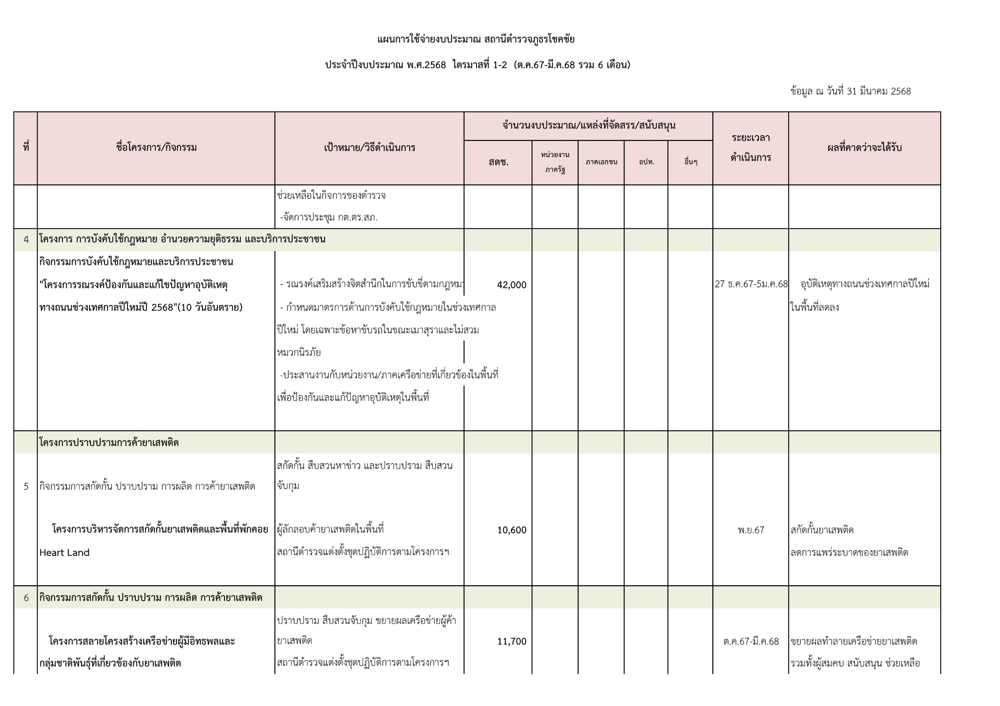 แผนการใช้จ่ายงบประมาณ สถานีตำรวจภูธรโชคชัย
ประจำปีงบประมาณ พ.ศ.2568 ไตรมาสที่ 1-2 (ต.ค.67-มี.ค.68 รวม 6 เดือน)
ข้อมูล ณ วันที่ 31 มีนาคม 2568
ที่ ชื่อโครงการ/กิจกรรม เป้าหมาย/วิธีดำเนินการ จำนวนงบประมาณ/แหล่งที่จัดสรร/สนับสนุน ระยะเวลา ผลที่คาดว่าจะได้รับ
สตช. หน่วยงาน ภาคเอกชน อปท. อื่นๆ ดำเนินการ
ภาครัฐ
ช่วยเหลือในกิจการของตำรวจ
-จัดการประชุม กต.ตร.สภ.
4 โครงการ การบังคับใช้กฎหมาย อำนวยความยุติธรรม และบริการประชาชน
กิจกรรมการบังคับใช้กฎหมายและบริการประชาชน
"โครงการรณรงค์ป้องกันและแก้ไขปัญหาอุบัติเหตุ - รณรงค์เสริมสร้างจิตสำนึกในการขับขี่ตามกฎหมา 42,000 27 ธ.ค.67-5ม.ค.68 อุบัติเหตุทางถนนช่วงเทศกาลปีใหม่
ทางถนนช่วงเทศกาลปีใหม่ปี 2568"(10 วันอันตราย) - กำหนดมาตรการด้านการบังคับใช้กฎหมายในช่วงเทศกาล ในพื้นที่ลดลง
ปีใหม่ โดยเฉพาะข้อหาขับรถในขณะเมาสุราและไม่สวม
หมวกนิรภัย
-ประสานงานกับหน่วยงาน/ภาคเครือข่ายที่เกี่ยวข้องในพื้นที่
เพื่อป้องกันและแก้ปัญหาอุบัติเหตุในพื้นที่
โครงการปราบปรามการค้ายาเสพติด
สกัดกั้น สืบสวนหาข่าว และปราบปราม สืบสวน
5 กิจกรรมการสกัดกั้น ปราบปราม การผลิต การค้ายาเสพติด จับกุม
โครงการบริหารจัดการสกัดกั้นยาเสพติดและพื้นที่พักคอย ผู้ลักลอบค้ายาเสพติดในพื้นที่ 10,600 พ.ย.67 สกัดกั้นยาเสพติด
Heart Land สถานีตำรวจแต่งตั้งชุดปฏิบัติการตามโครงการฯ ลดการแพร่ระบาดของยาเสพติด
6 กิจกรรมการสกัดกั้น ปราบปราม การผลิต การค้ายาเสพติด
ปราบปราม สืบสวนจับกุม ขยายผลเครือข่ายผู้ค้า
โครงการสลายโครงสร้างเครือข่ายผู้มีอิทธพลและ ยาเสพติด 11,700 ต.ค.67-มี.ค.68 ขยายผลทำลายเครือข่ายยาเสพติด
กลุ่มชาติพันธุ์ที่เกี่ยวข้องกับยาเสพติด สถานีตำรวจแต่งตั้งชุดปฏิบัติการตามโครงการฯ รวมทั้งผู้สมคบ สนับสนุน ช่วยเหลือ